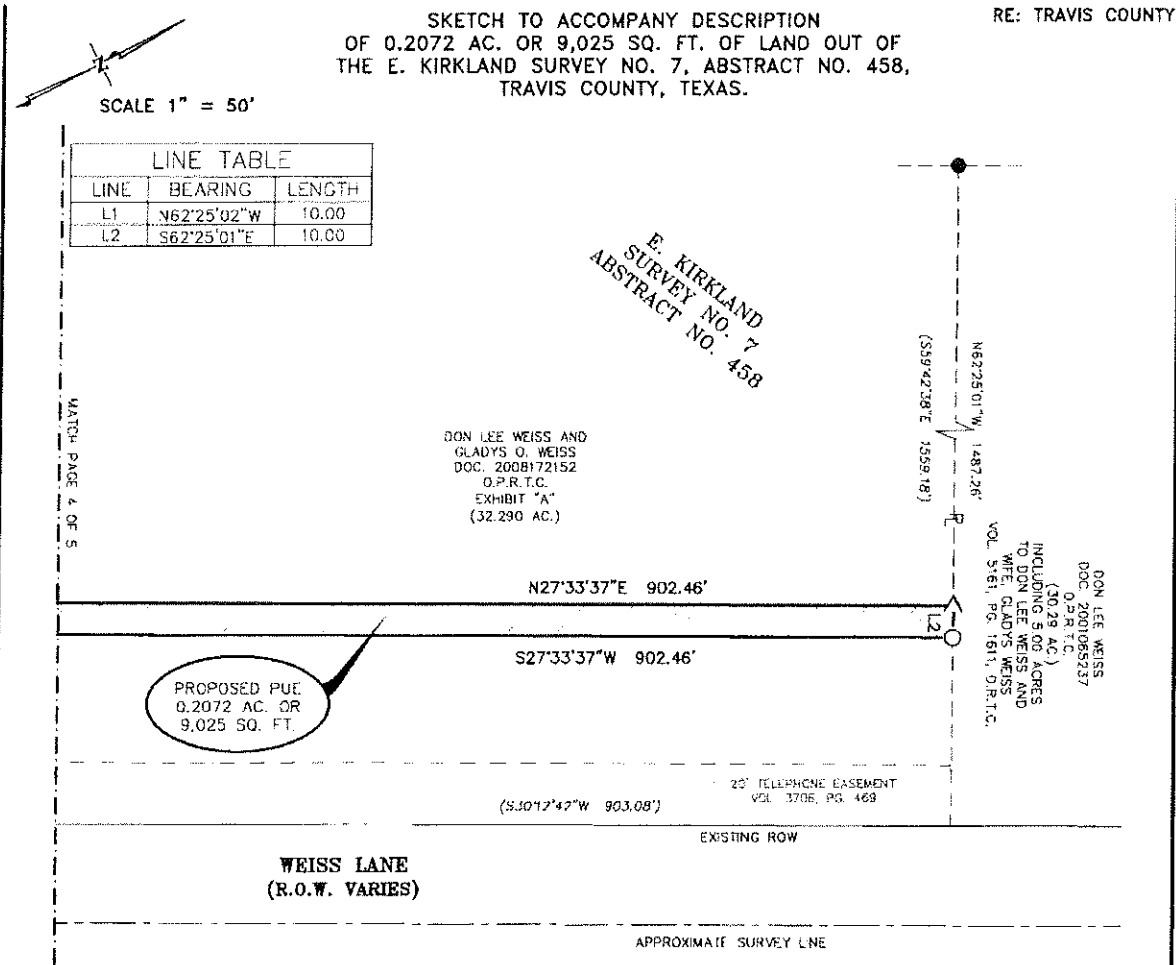 SKETCH TO ACCOMPANY DESCRIPTION
OF 0.2072 AC. OR 9,025 SQ. FT. OF LAND OUT OF
THE E. KIRKLAND SURVEY NO. 7, ABSTRACT NO. 458,
TRAVIS COUNTY, TEXAS.
RE: TRAVIS COUNTY
SCALE 1" = 50'
LINE TABLE
LINE BEARING LENGTH
L1 N62°25'02"W 10.00
L2 S62°25'01"E 10.00
E. KIRKLAND
SURVEY NO. 7
ABSTRACT NO. 458
N62°25'01"W 1487.26'
(S59°42'38"E 1559.18')
MATCH PAGE 4 OF 5
DON LEE WEISS AND
GLADYS O. WEISS
DOC. 2008172152
O.P.R.T.C.
EXHIBIT "A"
(32.290 AC.)
PL
DON LEE WEISS
DOC. 2001065237
O.P.R.T.C.
(30.29 AC.)
INCLUDING 5.00 ACRES
TO DON LEE WEISS AND
WIFE, GLADYS WEISS
VOL. 5161, PG. 1611, D.R.T.C.
N27°33'37"E 902.46'
L2
S27°33'37"W 902.46'
PROPOSED PUE
0.2072 AC. OR
9,025 SQ. FT.
20' TELEPHONE EASEMENT
VOL. 3706, PG. 469
(S30°12'42"W 903.08')
EXISTING ROW
WEISS LANE
(R.O.W. VARIES)
APPROXIMATE SURVEY LINE